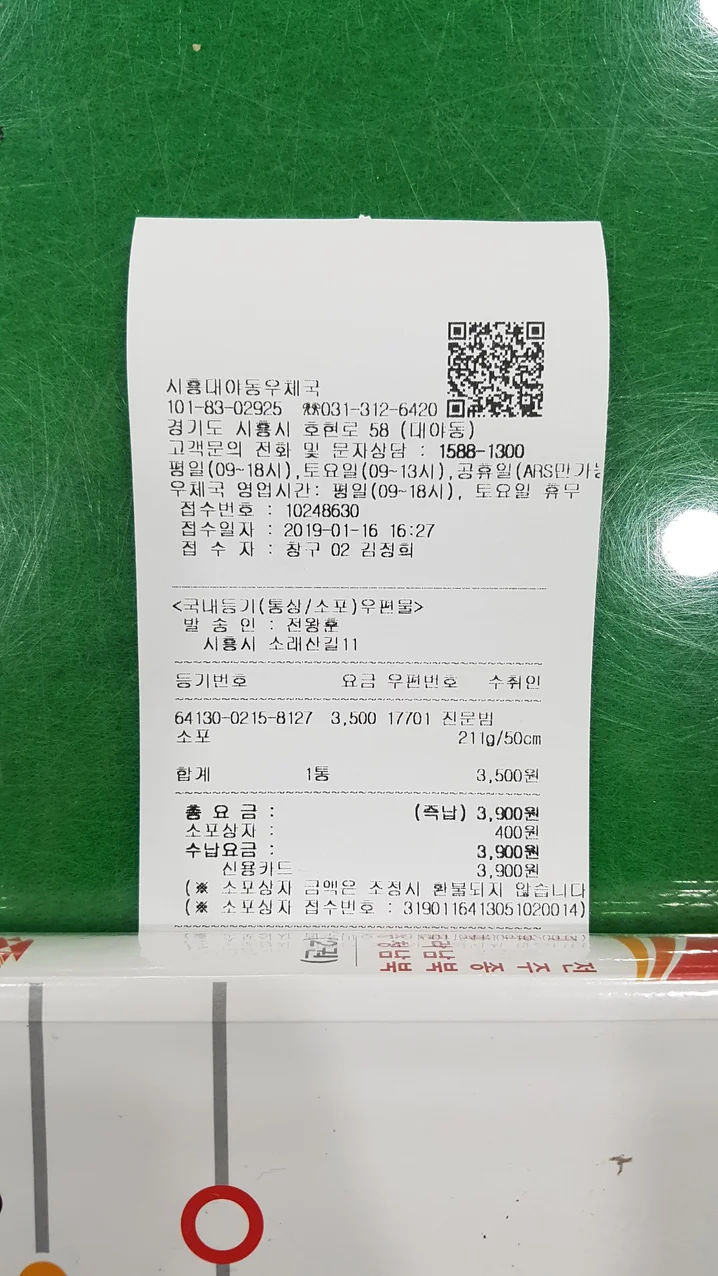 시흥대야동우체국
101-83-02925 ☎031-312-6420
경기도 시흥시 호현로 58 (대야동)
고객문의 전화 및 문자상담 : 1588-1300
평일(09~18시),토요일(09~13시),공휴일(ARS만가능
우체국 영업시간: 평일(09~18시), 토요일 휴무
접수번호 : 10248630
접수일자 : 2019-01-16 16:27
접 수 자 : 창구 02 김정희
<국내등기(통상/소포)우편물>
발 송 인 : 전왕훈
시흥시 소래산길11
등기번호 요금 우편번호 수취인
64130-0215-8127 3,500 17701 진문범
소포 211g/50cm
합계 1통 3,500원
총 요 금 : (즉납) 3,900원
소포상자 : 400원
수납요금 : 3,900원
신용카드 3,900원
(※ 소포상자 금액은 조정시 환불되지 않습니다
(※ 소포상자 접수번호 : 3190116413051020014)
전주중